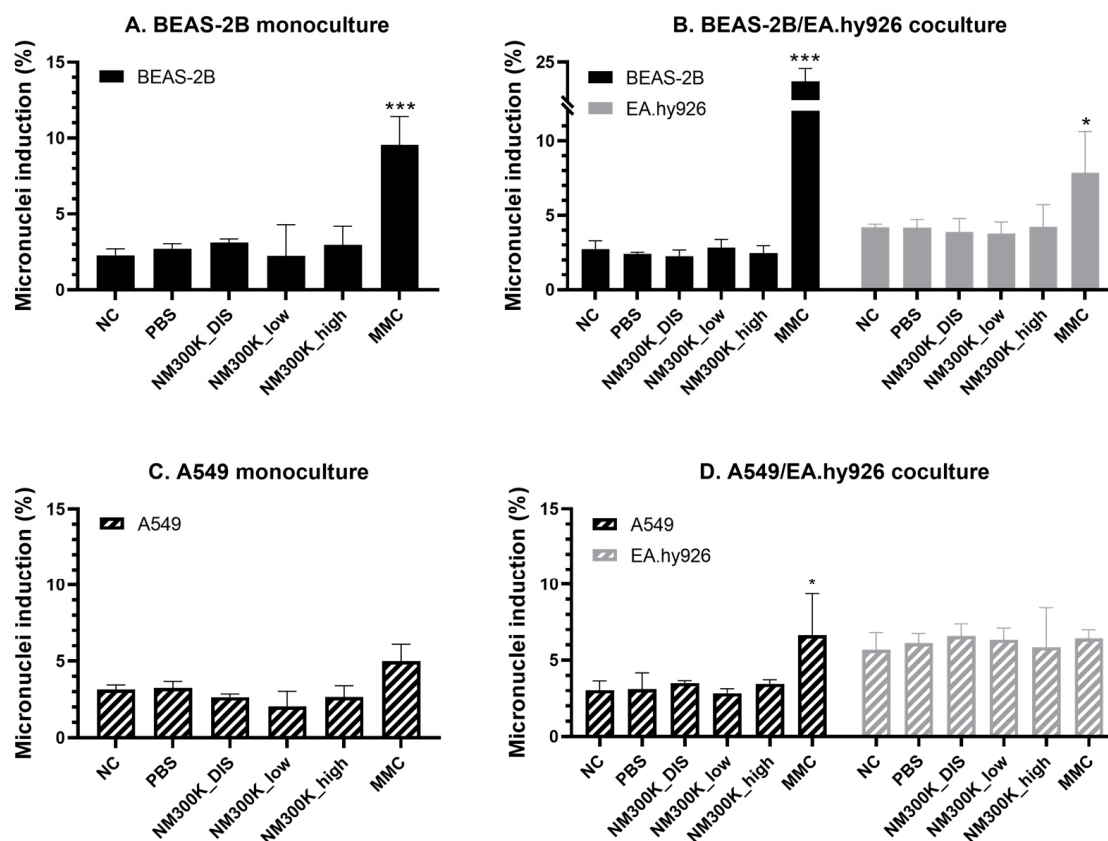 A. BEAS-2B monoculture
Micronuclei induction (%)
15
10
5
0
BEAS-2B
***
NC
PBS
NM300K_DIS
NM300K_low
NM300K_high
MMC
B. BEAS-2B/EA.hy926 coculture
Micronuclei induction (%)
25
10
5
0
BEAS-2B
EA.hy926
***
*
NC
PBS
NM300K_DIS
NM300K_low
NM300K_high
MMC
NC
PBS
NM300K_DIS
NM300K_low
NM300K_high
MMC
C. A549 monoculture
Micronuclei induction (%)
15
10
5
0
A549
NC
PBS
NM300K_DIS
NM300K_low
NM300K_high
MMC
D. A549/EA.hy926 coculture
Micronuclei induction (%)
15
10
5
0
A549
EA.hy926
*
NC
PBS
NM300K_DIS
NM300K_low
NM300K_high
MMC
NC
PBS
NM300K_DIS
NM300K_low
NM300K_high
MMC